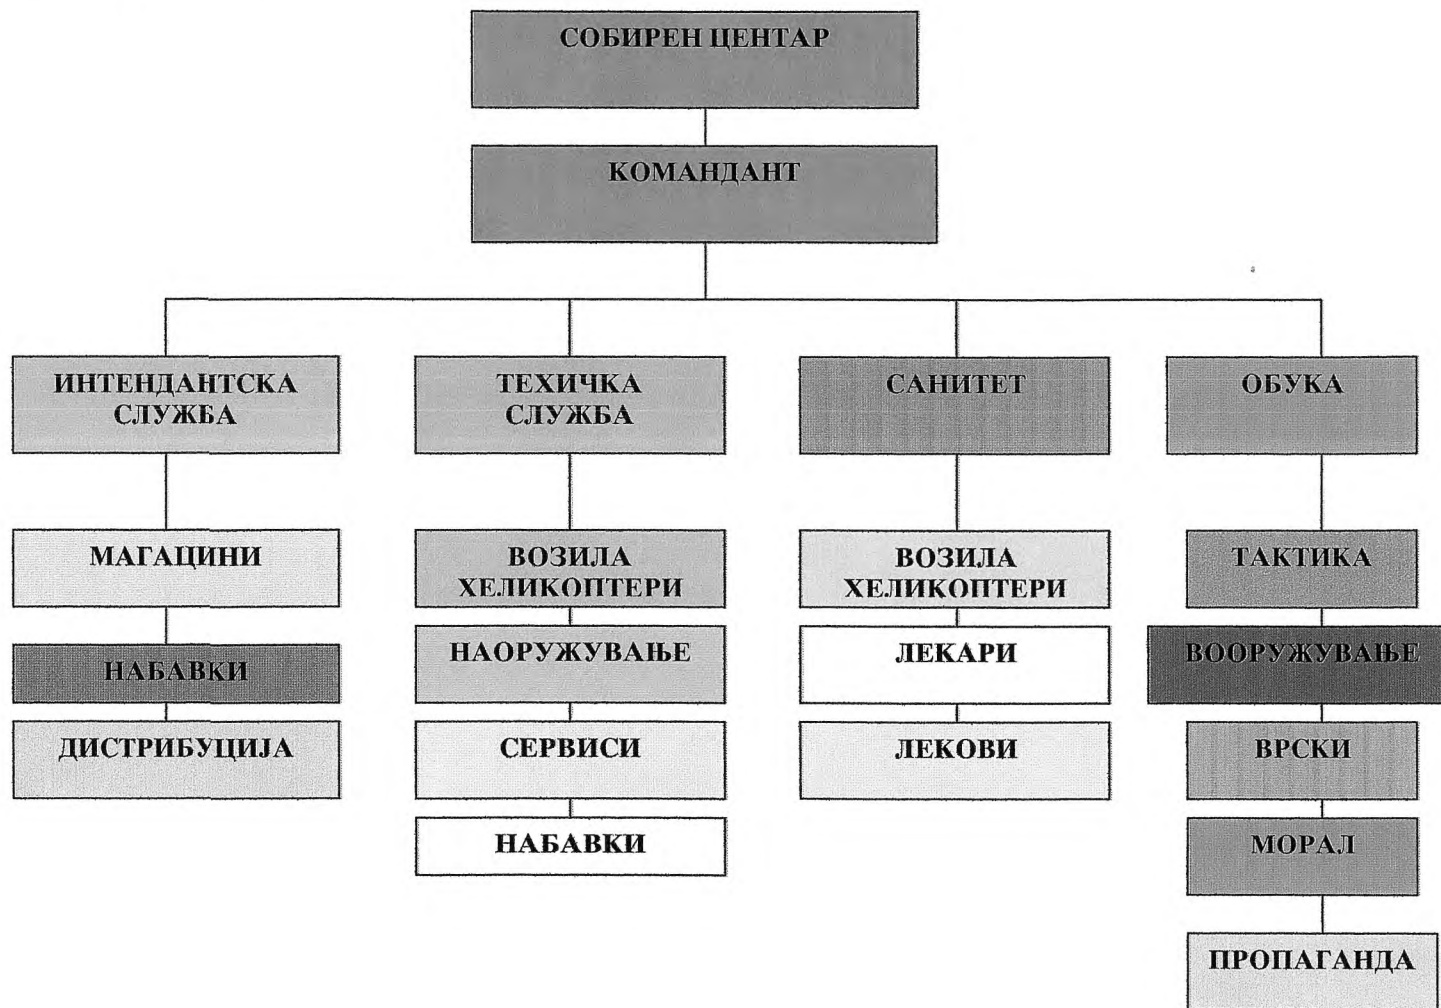 СОБИРЕН ЦЕНТАР
КОМАНДАНТ
ИНТЕНДАНТСКА
СЛУЖБА
ТЕХИЧКА
СЛУЖБА
САНИТЕТ
ОБУКА
МАГАЦИНИ
НАБАВКИ
ДИСТРИБУЦИЈА
ВОЗИЛА
ХЕЛИКОПТЕРИ
НАОРУЖУВАЊЕ
СЕРВИСИ
НАБАВКИ
ВОЗИЛА
ХЕЛИКОПТЕРИ
ЛЕКАРИ
ЛЕКОВИ
ТАКТИКА
ВООРУЖУВАЊЕ
ВРСКИ
МОРАЛ
ПРОПАГАНДА